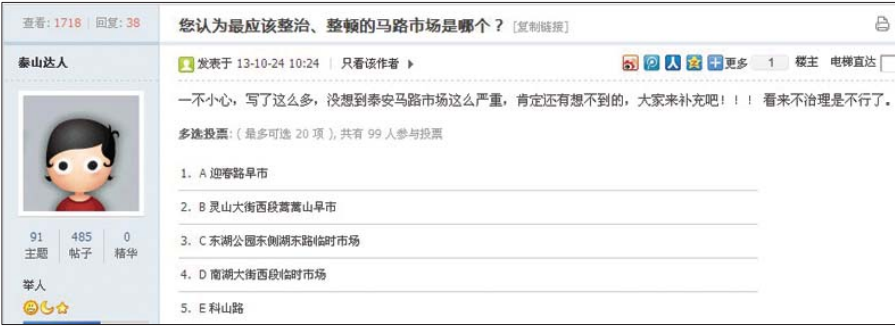 查看: 1718 回复: 38
您认为最应该整治、整顿的马路市场是哪个？ [复制链接]
泰山达人
发表于 13-10-24 10:24 只看该作者
更多 1 楼主 电梯直达
一不小心，写了这么多，没想到泰安马路市场这么严重，肯定还有想不到的，大家来补充吧！！！ 看来不治理是不行了。
多选投票: ( 最多可选 20 项 ), 共有 99 人参与投票
1. A 迎春路早市
2. B 灵山大街西段蒿蒿山早市
3. C 东湖公园东侧湖东路临时市场
4. D 南湖大街西段临时市场
5. E 科山路
91 485 0
主题 帖子 精华
举人